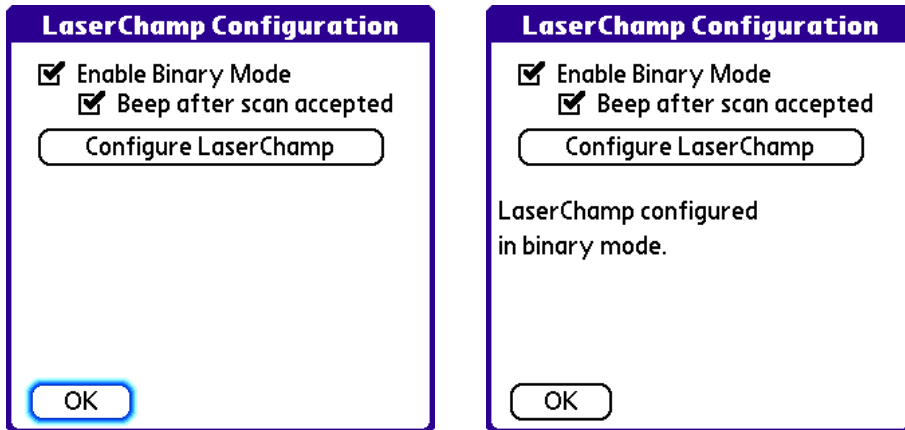 LaserChamp Configuration
Enable Binary Mode
Beep after scan accepted
Configure LaserChamp
OK
LaserChamp Configuration
Enable Binary Mode
Beep after scan accepted
Configure LaserChamp
LaserChamp configured
in binary mode.
OK